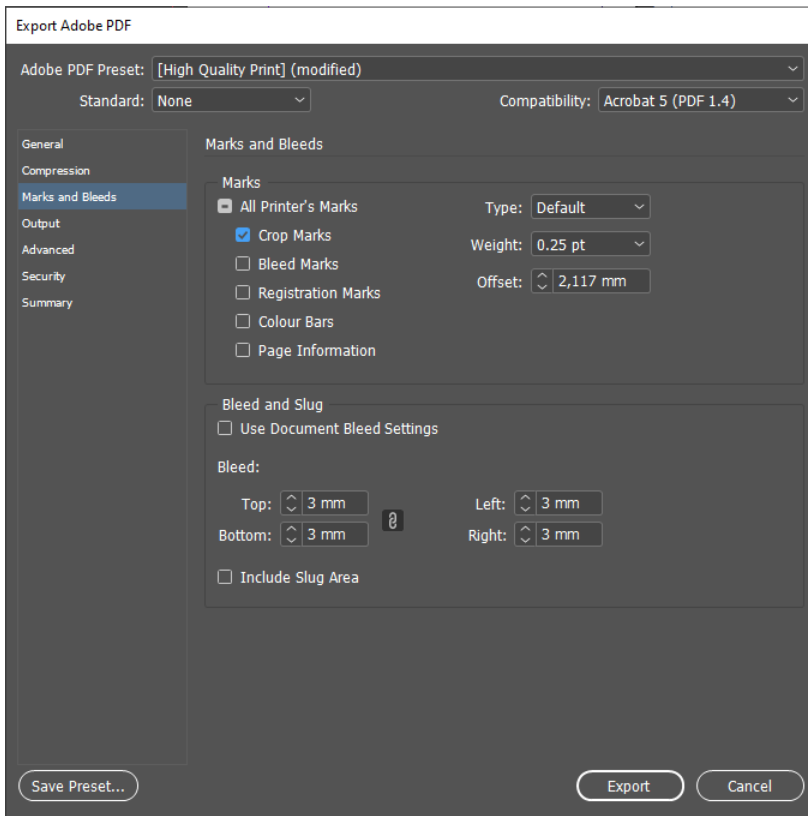 Export Adobe PDF
Adobe PDF Preset: [High Quality Print] (modified)
Standard: None Compatibility: Acrobat 5 (PDF 1.4)
General
Compression
Marks and Bleeds
Output
Advanced
Security
Summary
Marks and Bleeds
Marks
All Printer's Marks
Crop Marks
Bleed Marks
Registration Marks
Colour Bars
Page Information
Type: Default
Weight: 0.25 pt
Offset: 2,117 mm
Bleed and Slug
Use Document Bleed Settings
Bleed:
Top: 3 mm Left: 3 mm
Bottom: 3 mm Right: 3 mm
Include Slug Area
Save Preset... Export Cancel